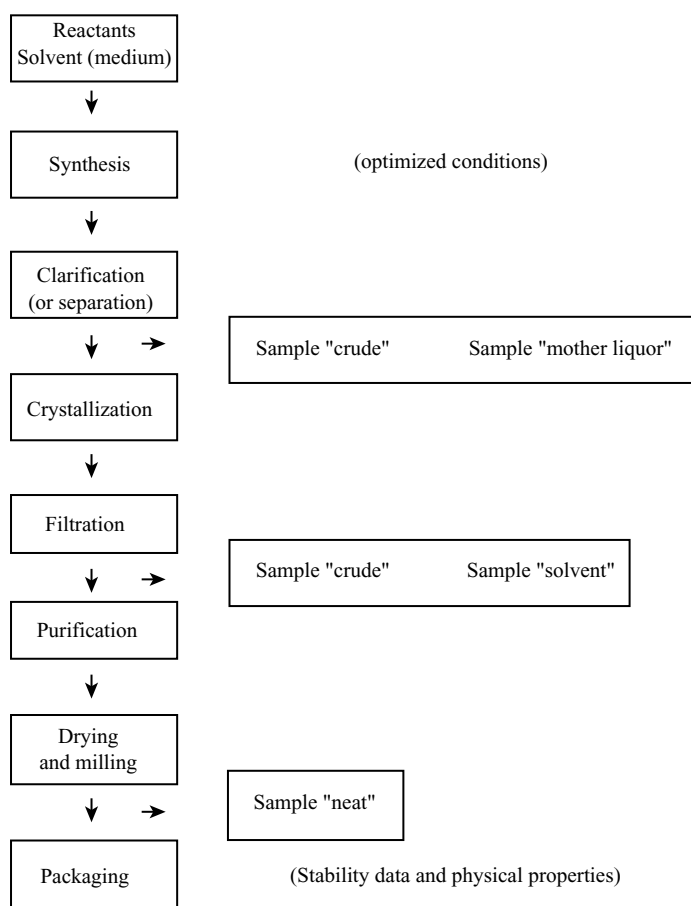 Reactants
Solvent (medium)
Synthesis
(optimized conditions)
Clarification
(or separation)
Sample "crude"
Sample "mother liquor"
Crystallization
Filtration
Sample "crude"
Sample "solvent"
Purification
Drying
and milling
Sample "neat"
Packaging
(Stability data and physical properties)